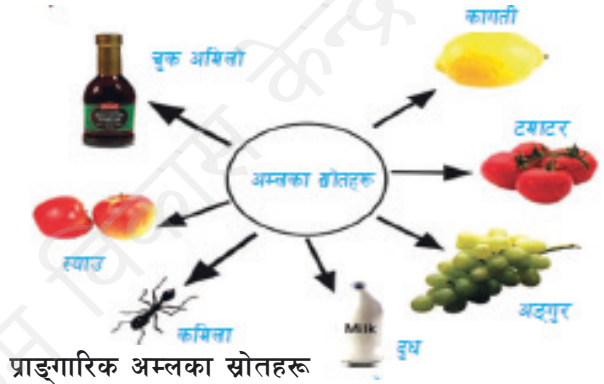 कागती
चुक अमिलो
टमाटर
अम्लका स्रोतहरू
स्याउ
अङ्गुर
कमिला
Milk
दुध
प्राङ्गारिक अम्लका स्रोतहरू